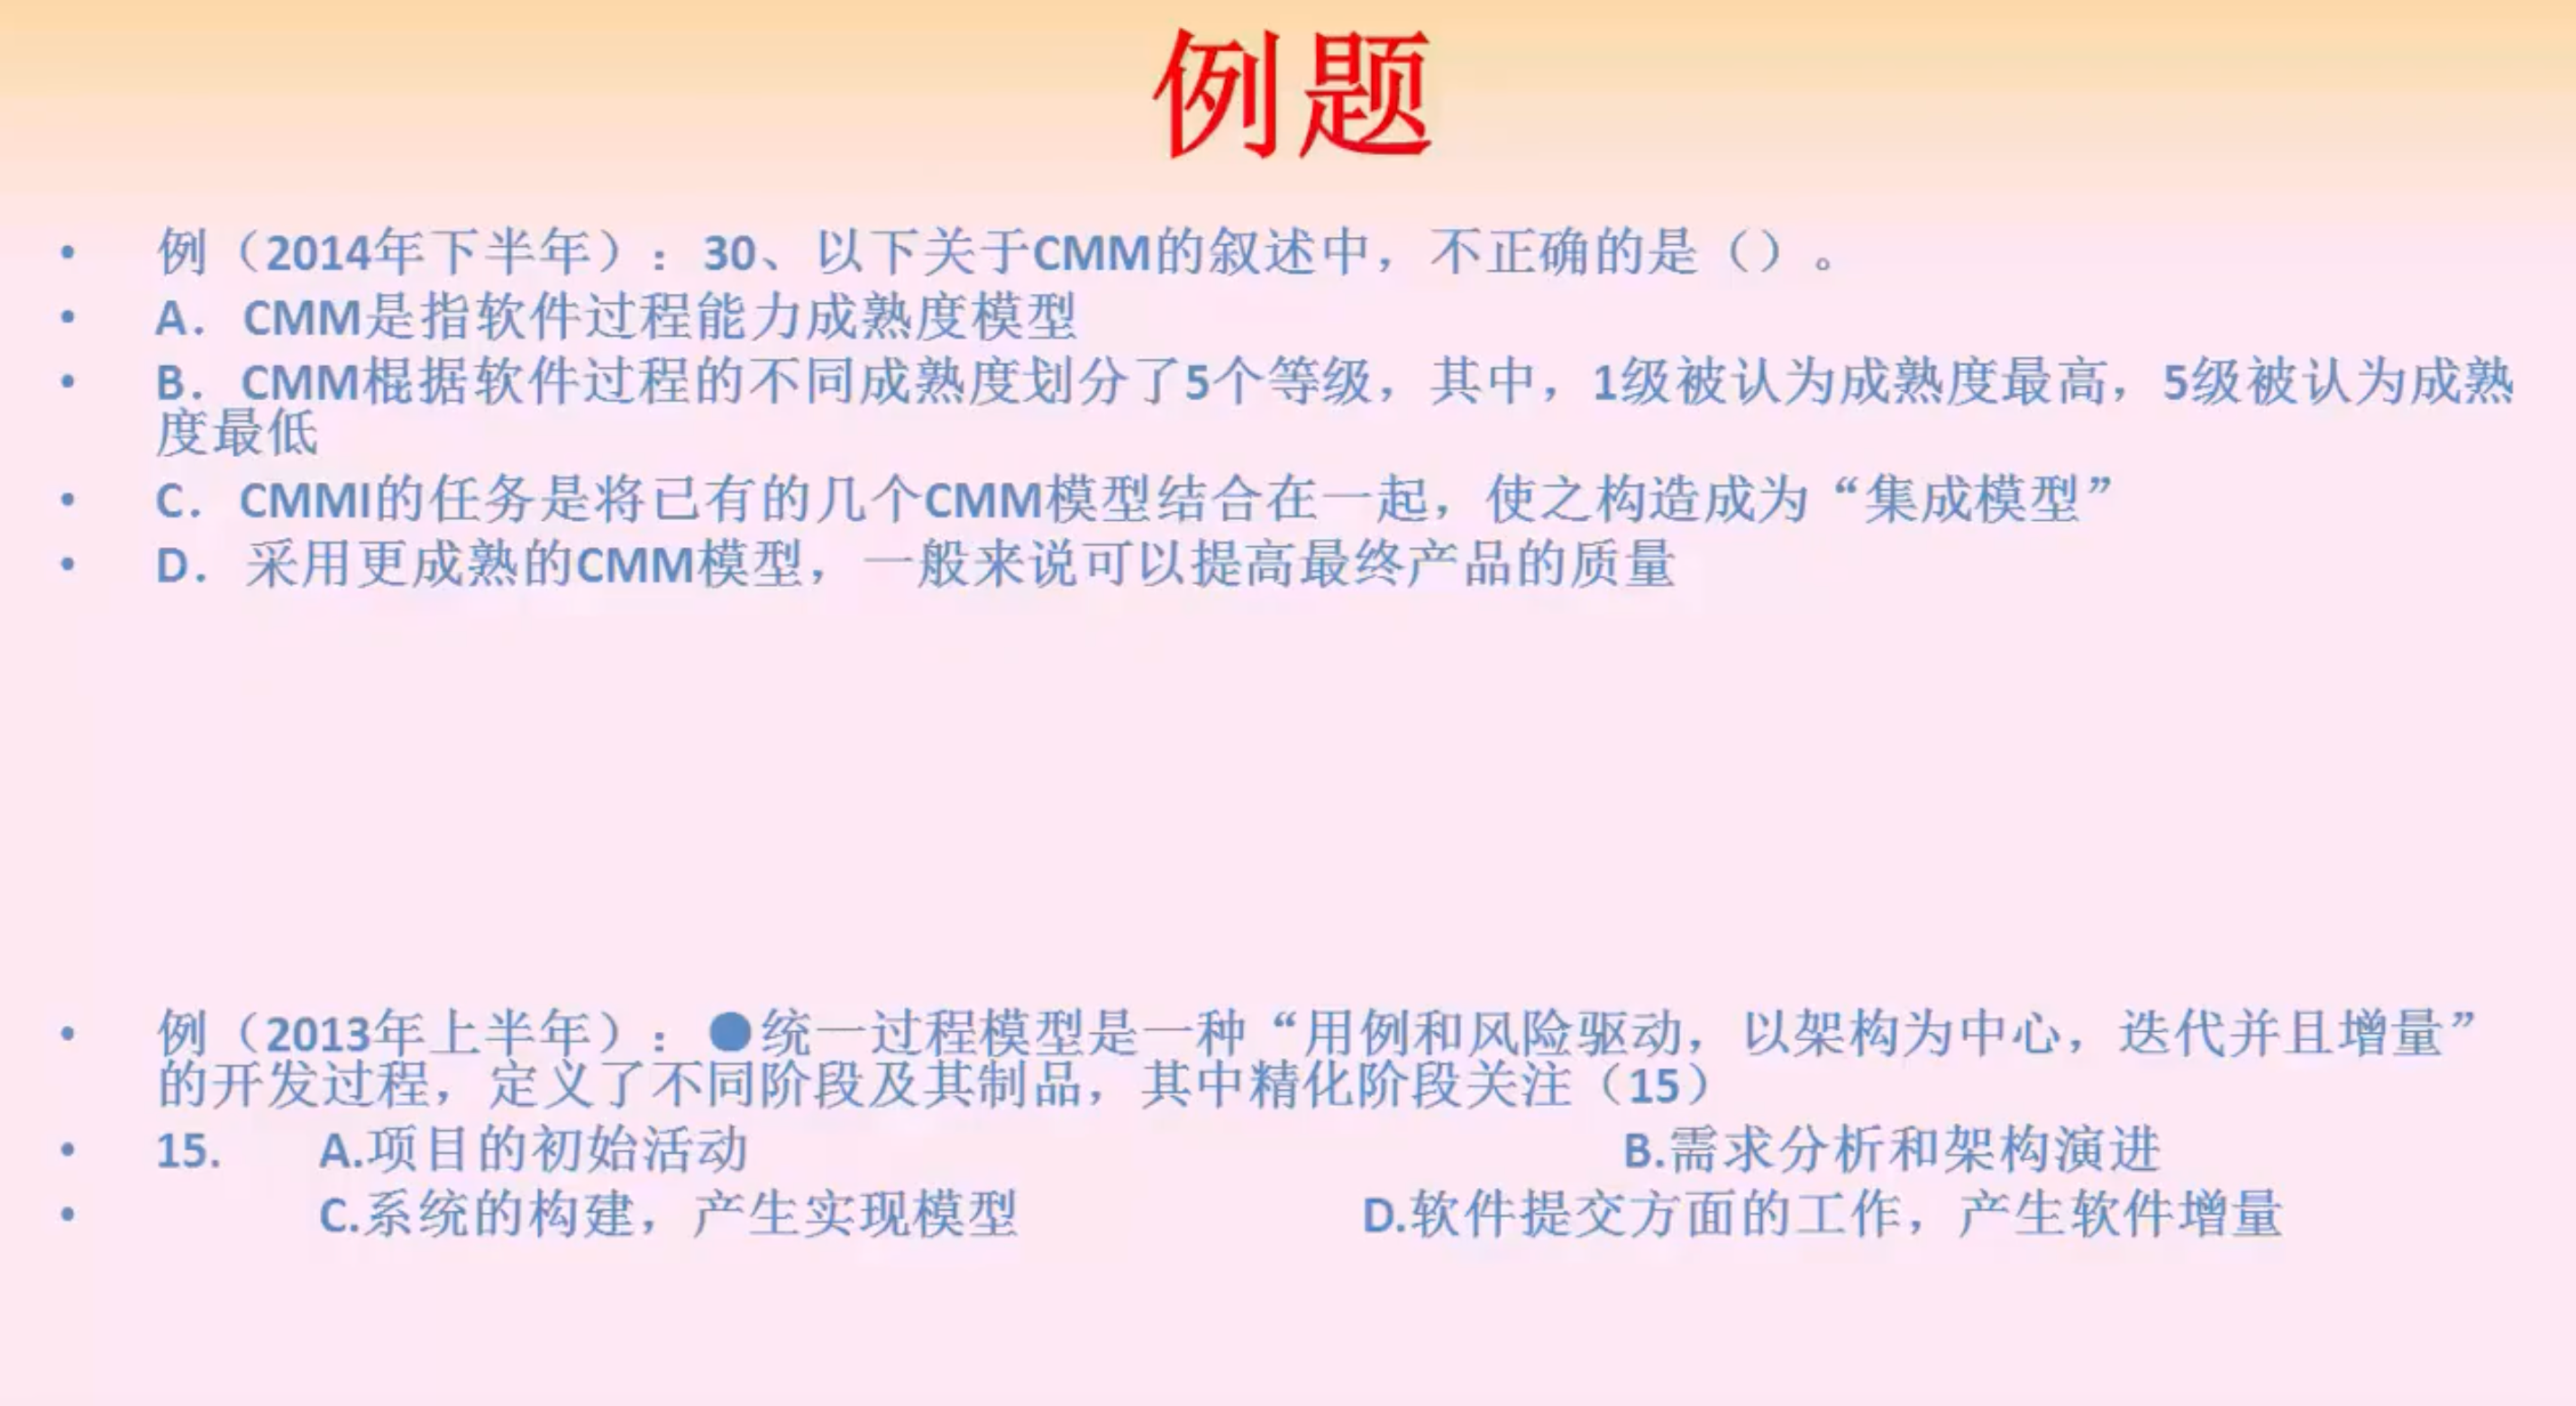 例题
• 例（2014年下半年）：30、以下关于CMM的叙述中，不正确的是（）。
• A．CMM是指软件过程能力成熟度模型
• B．CMM棍据软件过程的不同成熟度划分了5个等级，其中，1级被认为成熟度最高，5级被认为成熟
度最低
• C．CMMI的任务是将已有的几个CMM模型结合在一起，使之构造成为“集成模型”
• D．采用更成熟的CMM模型，一般来说可以提高最终产品的质量
• 例（2013年上半年）：●统一过程模型是一种“用例和风险驱动，以架构为中心，迭代并且增量”
的开发过程，定义了不同阶段及其制品，其中精化阶段关注（15）
• 15. A.项目的初始活动 B.需求分析和架构演进
• C.系统的构建，产生实现模型 D.软件提交方面的工作，产生软件增量